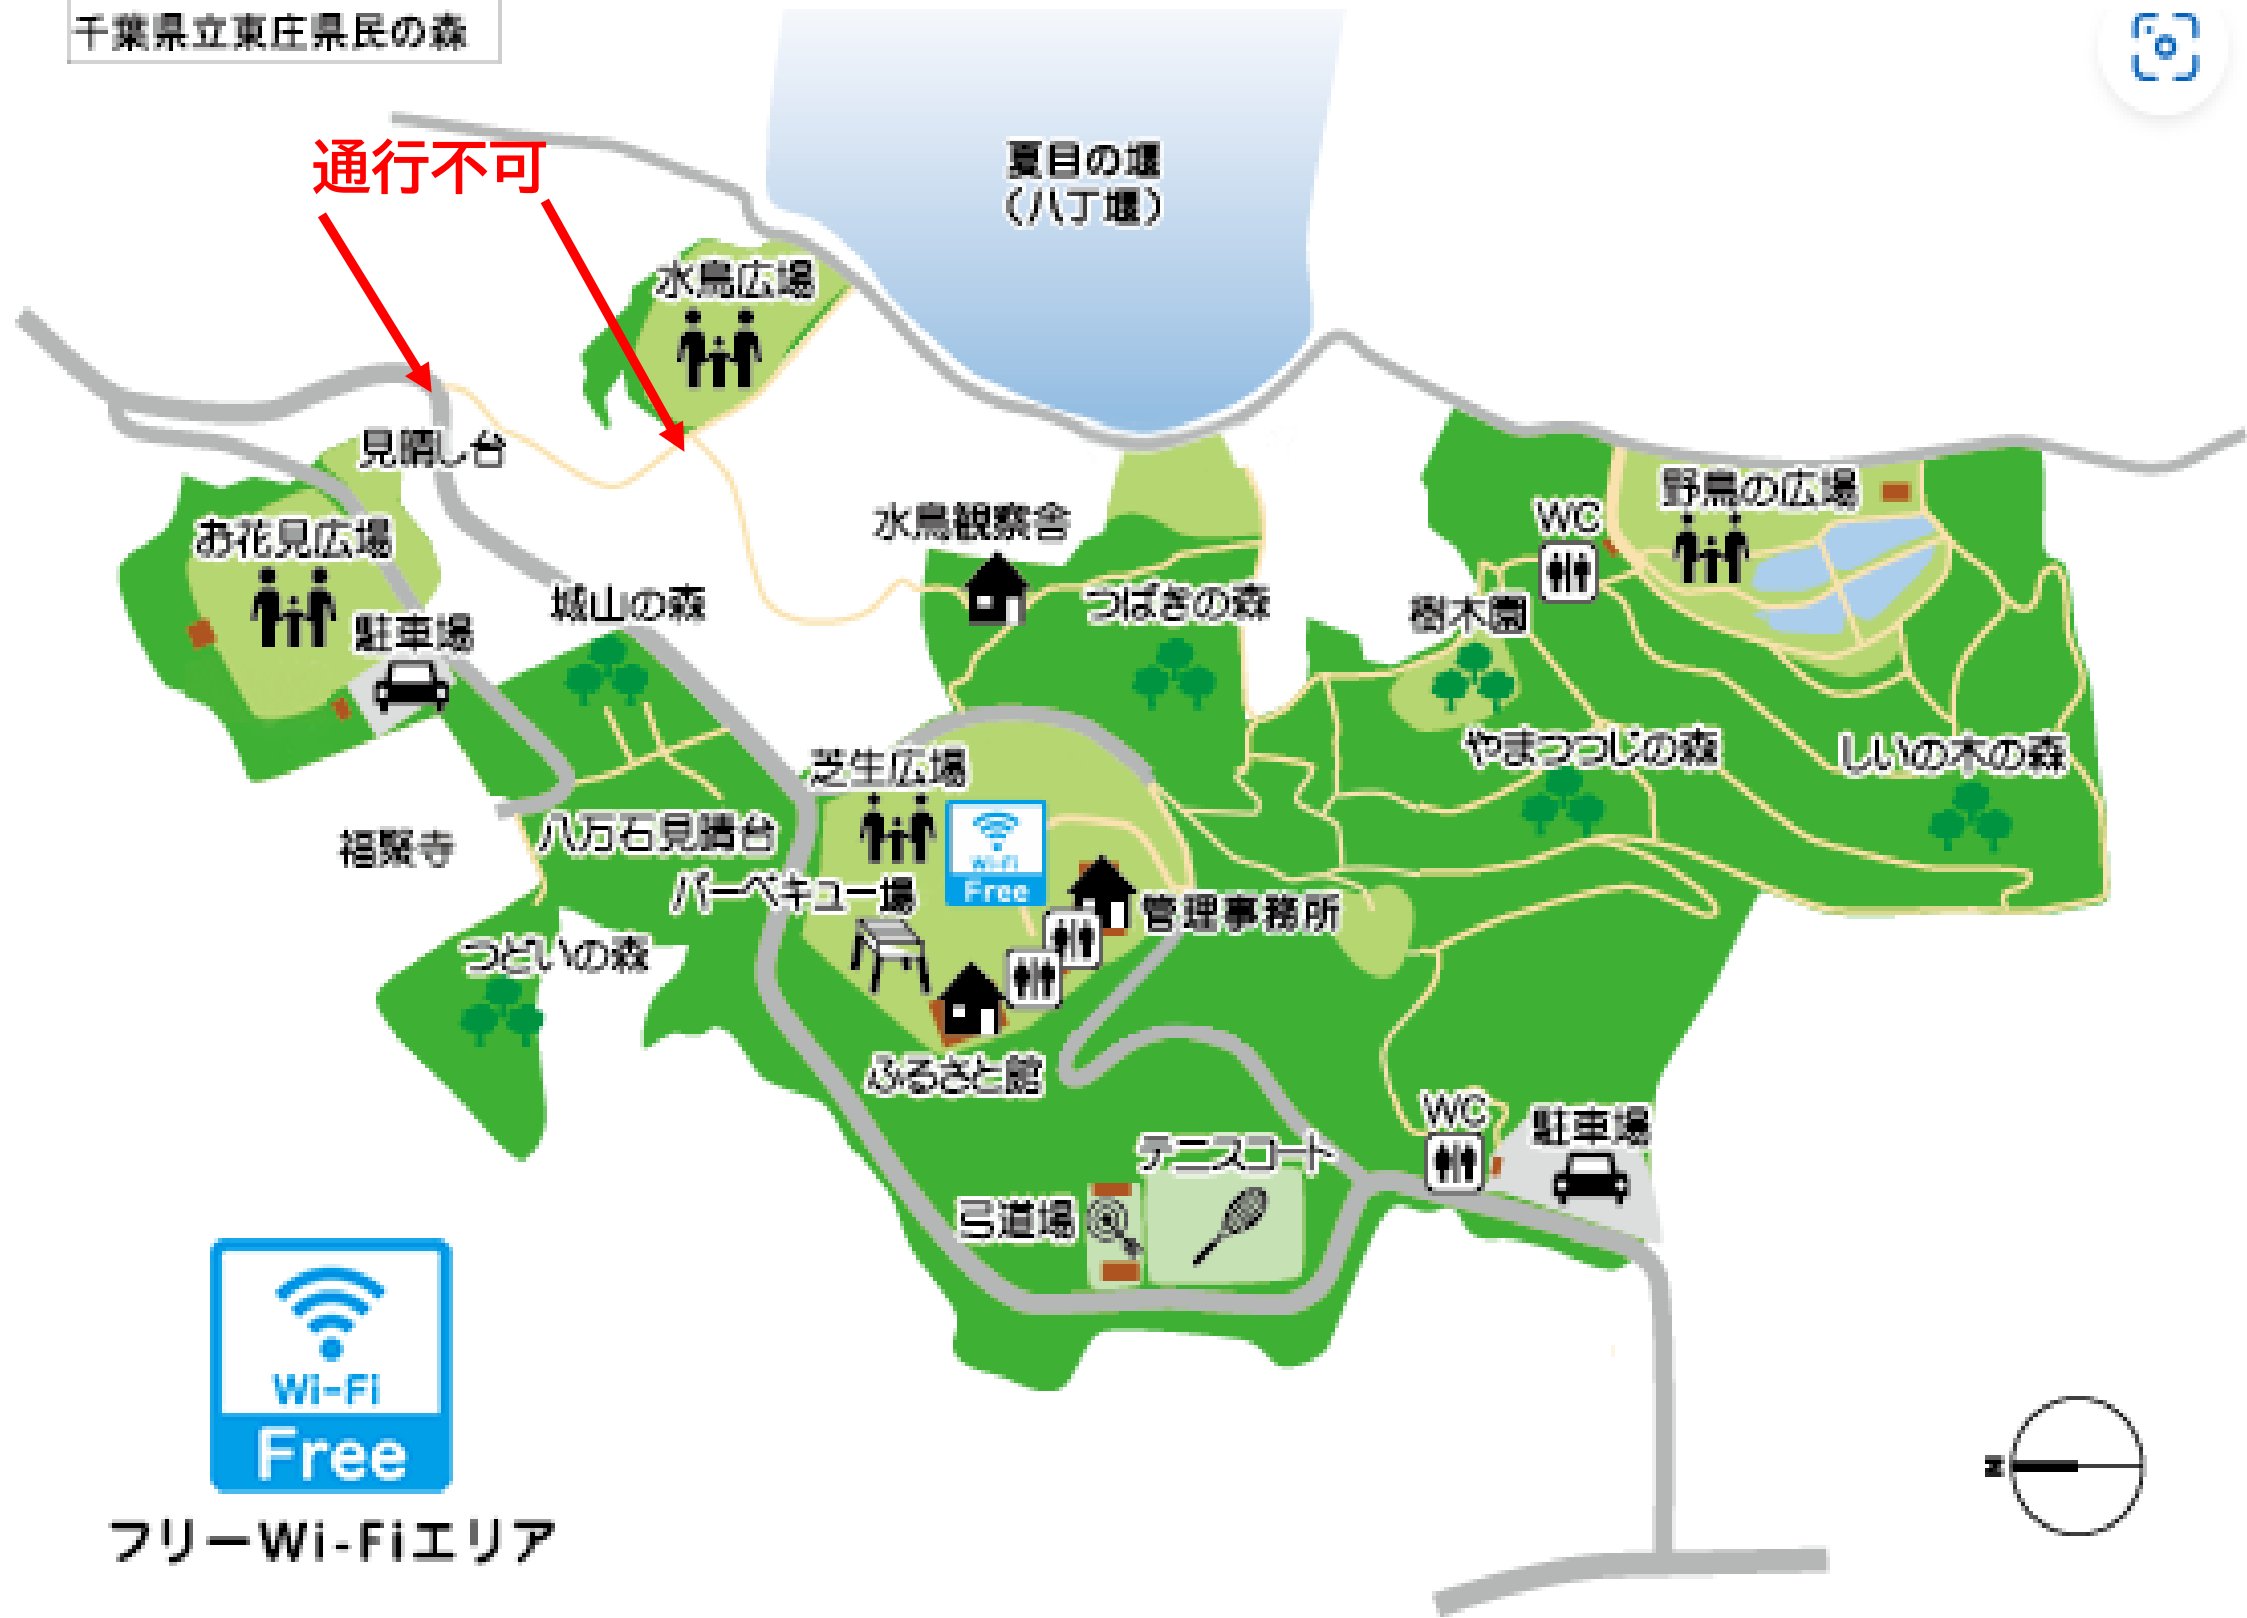 千葉県立東庄県民の森
通行不可
夏目の堰
（八丁堰）
水鳥広場
見晴し台
お花見広場
駐車場
城山の森
水鳥観察舎
つばきの森
WC
野鳥の広場
樹木園
やまつつじの森
しいの木の森
芝生広場
Wi-Fi
Free
福聚寺
八万石見晴台
バーベキュー場
管理事務所
つどいの森
ふるさと館
WC
駐車場
テニスコート
弓道場
Wi-Fi
Free
フリーWi-Fiエリア
N